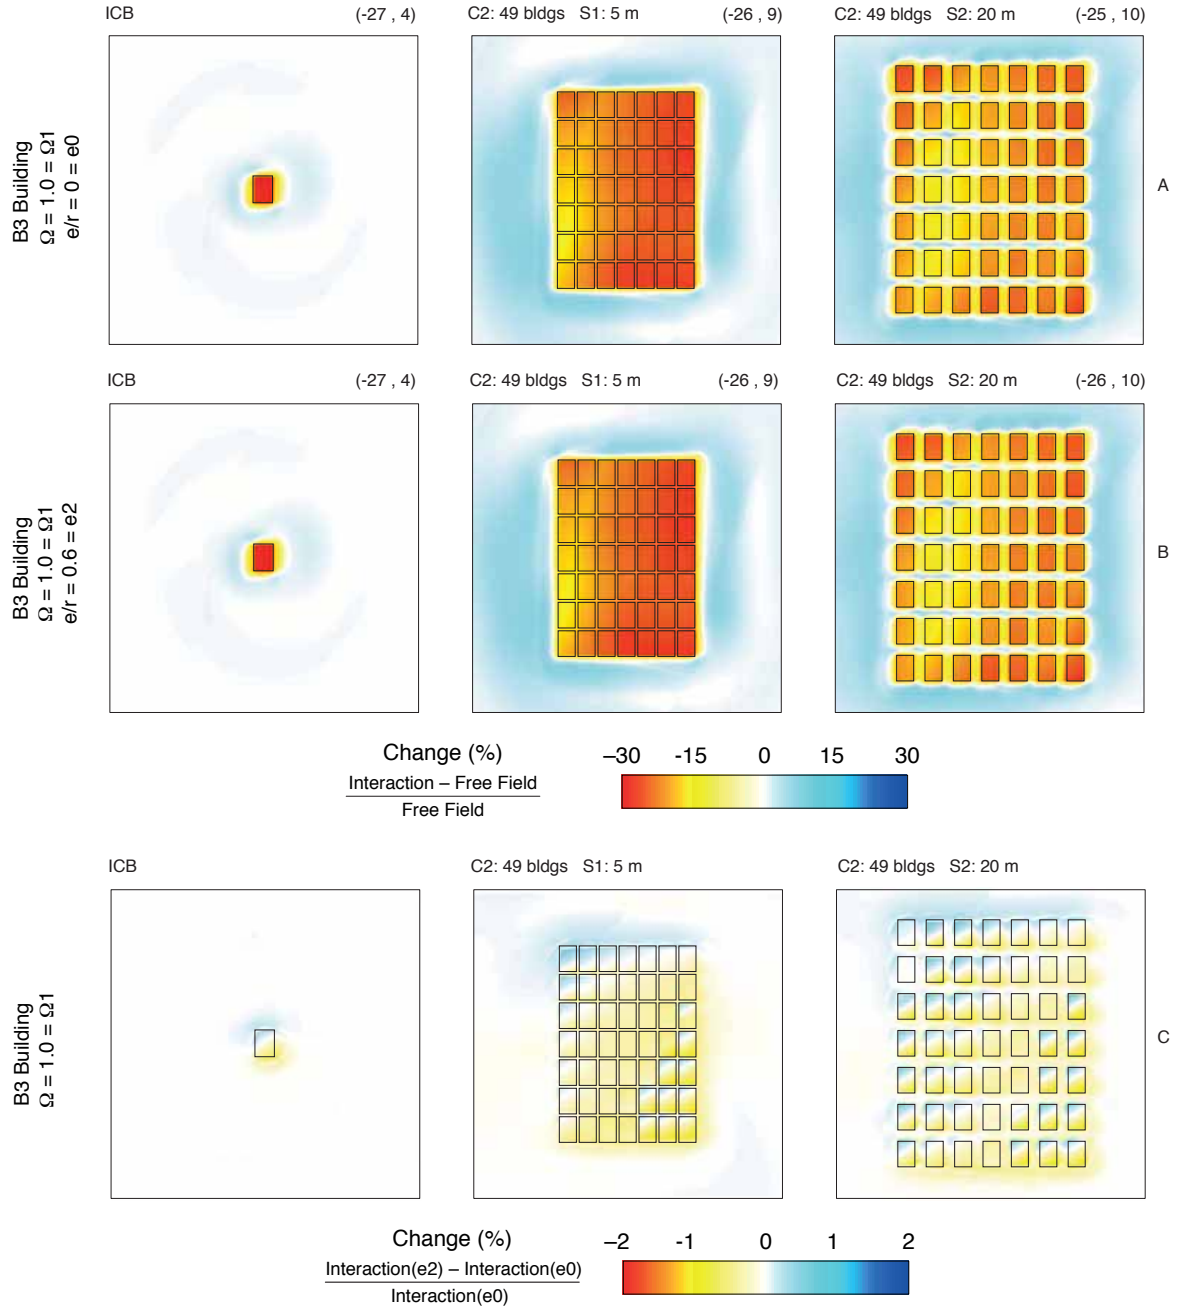 ICB (-27 , 4) C2: 49 bldgs S1: 5 m (-26 , 9) C2: 49 bldgs S2: 20 m (-25 , 10)
B3 Building
Ω = 1.0 = Ω1
e/r = 0 = e0
A
ICB (-27 , 4) C2: 49 bldgs S1: 5 m (-26 , 9) C2: 49 bldgs S2: 20 m (-26 , 10)
B3 Building
Ω = 1.0 = Ω1
e/r = 0.6 = e2
B
Change (%)
Interaction – Free Field
Free Field
–30 -15 0 15 30
ICB C2: 49 bldgs S1: 5 m C2: 49 bldgs S2: 20 m
B3 Building
Ω = 1.0 = Ω1
C
Change (%)
Interaction(e2) – Interaction(e0)
Interaction(e0)
–2 -1 0 1 2